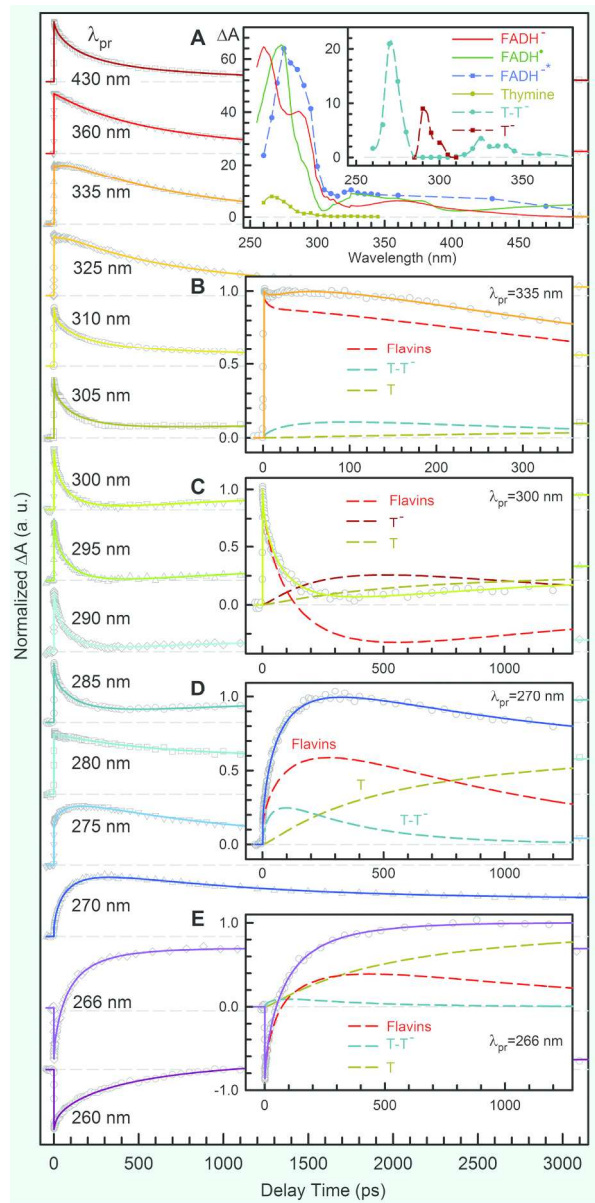 λpr
430 nm
360 nm
335 nm
325 nm
310 nm
305 nm
300 nm
295 nm
290 nm
285 nm
280 nm
275 nm
270 nm
266 nm
260 nm
Normalized ΔA (a. u.)
0 500 1000 1500 2000 2500 3000
Delay Time (ps)
A ΔA
60
40
20
0
250 300 350 400 450
Wavelength (nm)
20
10
0
300 350
FADH⁻
FADH•
FADH⁻*
Thymine
T-T⁻
T⁻
B
λpr=335 nm
1.0
0.5
0.0
Flavins
T-T⁻
T
0 100 200 300
C
λpr=300 nm
1.0
0.5
0.0
Flavins
T⁻
T
0 500 1000
D
λpr=270 nm
1.0
0.5
0.0
Flavins
T
T-T⁻
0 500 1000
E
1.0
0.0
-1.0
Flavins
T-T⁻
T
λpr=266 nm
0 500 1000